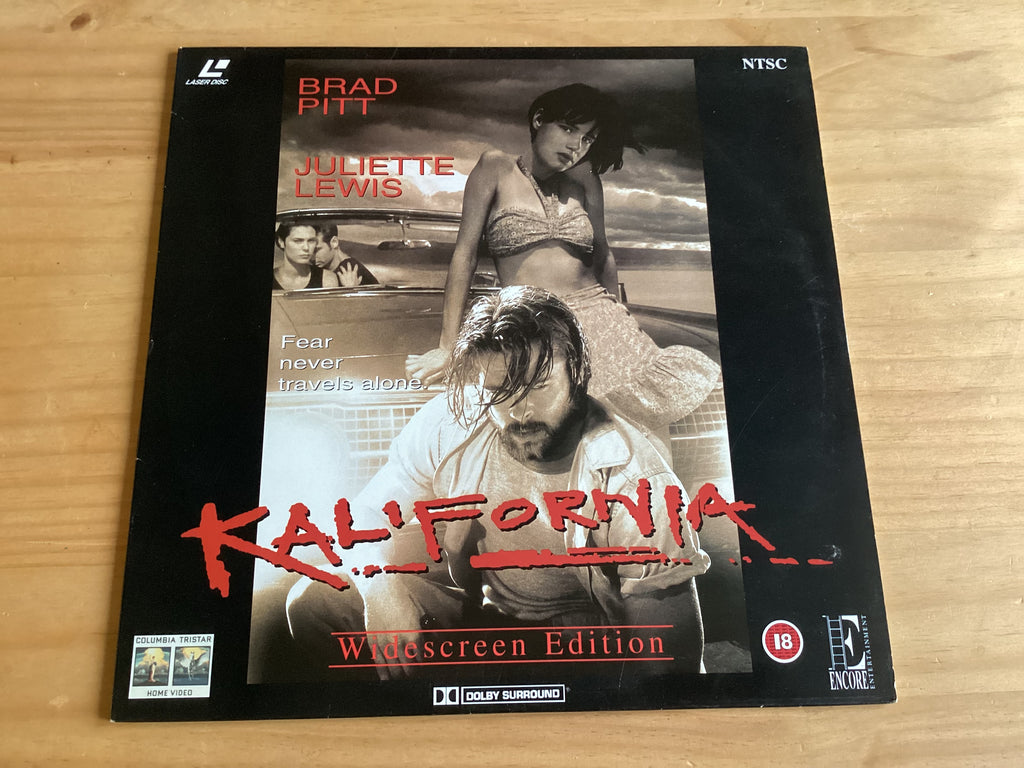 LASER DISC
NTSC
BRAD
PITT
JULIETTE
LEWIS
Fear
never
travels alone.
KALIFORNIA
Widescreen Edition
COLUMBIA TRISTAR
HOME VIDEO
DOLBY SURROUND
18
E
ENCORE
ENTERTAINMENT